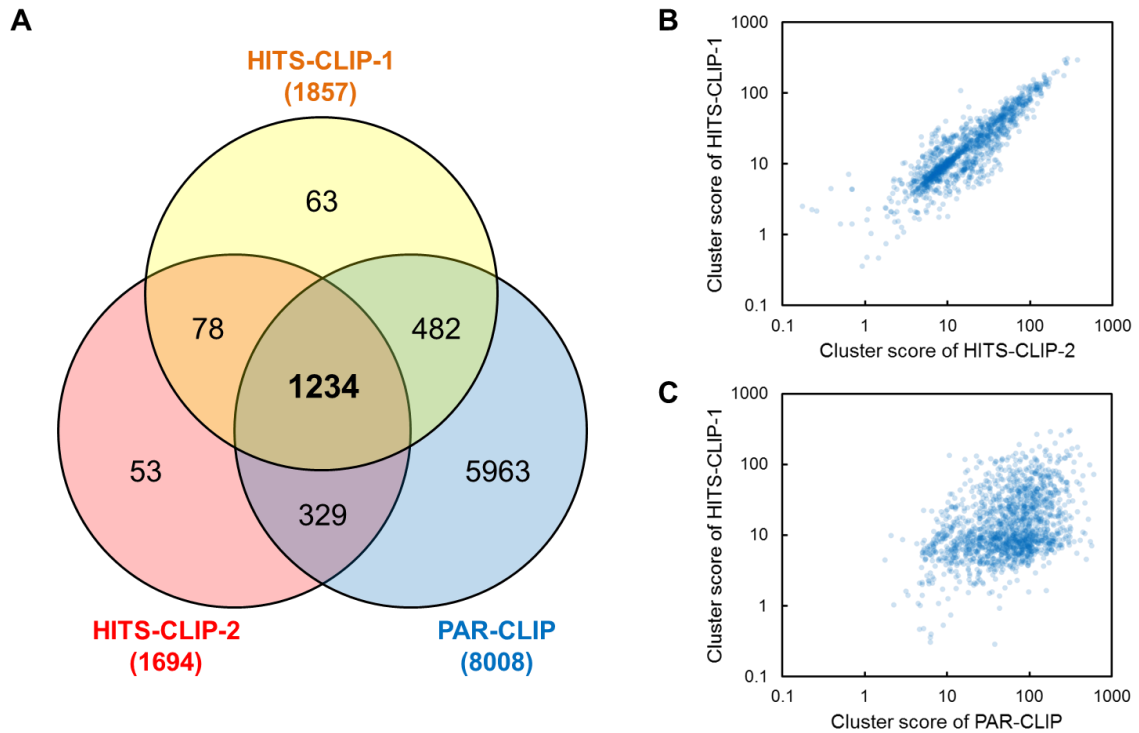 A
HITS-CLIP-1
(1857)
63
78
482
1234
53
5963
329
HITS-CLIP-2
(1694)
PAR-CLIP
(8008)
B
Cluster score of HITS-CLIP-1
1000
100
10
1
0.1
0.1 1 10 100 1000
Cluster score of HITS-CLIP-2
C
Cluster score of HITS-CLIP-1
1000
100
10
1
0.1
0.1 1 10 100 1000
Cluster score of PAR-CLIP